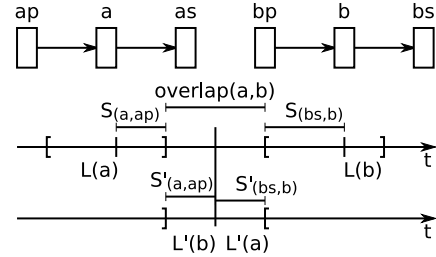 ap a as bp b bs
overlap(a,b)
S(a,ap) S(bs,b)
L(a) L(b) t
S'(a,ap) S'(bs,b)
L'(b) L'(a) t